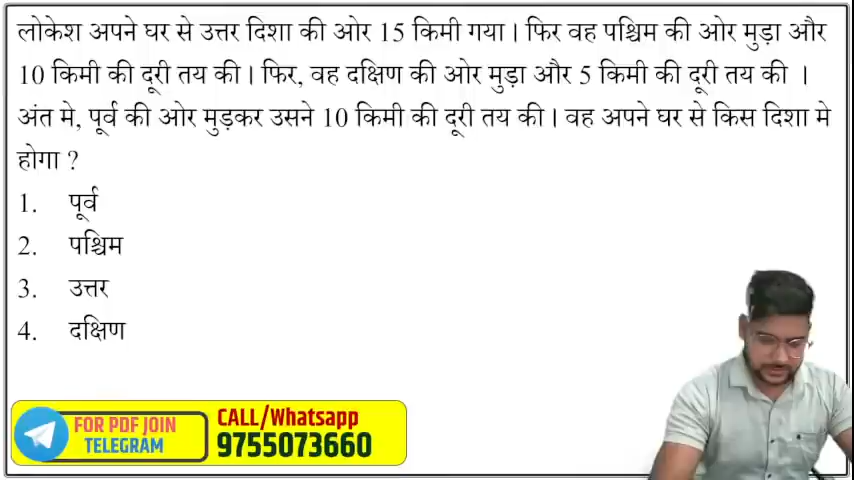 लोकेश अपने घर से उत्तर दिशा की ओर 15 किमी गया। फिर वह पश्चिम की ओर मुड़ा और
10 किमी की दूरी तय की। फिर, वह दक्षिण की ओर मुड़ा और 5 किमी की दूरी तय की ।
अंत मे, पूर्व की ओर मुड़कर उसने 10 किमी की दूरी तय की। वह अपने घर से किस दिशा मे
होगा ?
1. पूर्व
2. पश्चिम
3. उत्तर
4. दक्षिण
FOR PDF JOIN
TELEGRAM
CALL/Whatsapp
9755073660